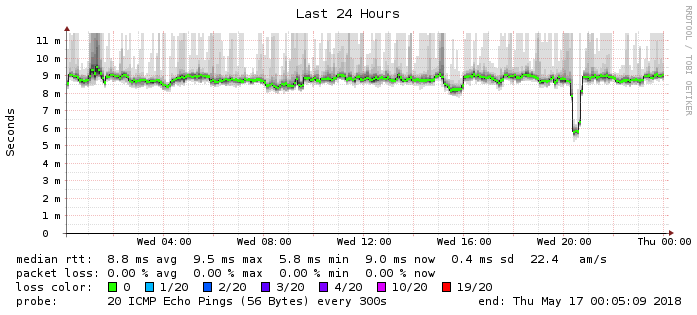 Last 24 Hours
RRDTOOL / TOBI OETIKER
Seconds
11 m
10 m
9 m
8 m
7 m
6 m
5 m
4 m
3 m
2 m
1 m
0
Wed 04:00 Wed 08:00 Wed 12:00 Wed 16:00 Wed 20:00 Thu 00:00
median rtt: 8.8 ms avg 9.5 ms max 5.8 ms min 9.0 ms now 0.4 ms sd 22.4 am/s
packet loss: 0.00 % avg 0.00 % max 0.00 % min 0.00 % now
loss color: 0 1/20 2/20 3/20 4/20 10/20 19/20
probe: 20 ICMP Echo Pings (56 Bytes) every 300s end: Thu May 17 00:05:09 2018